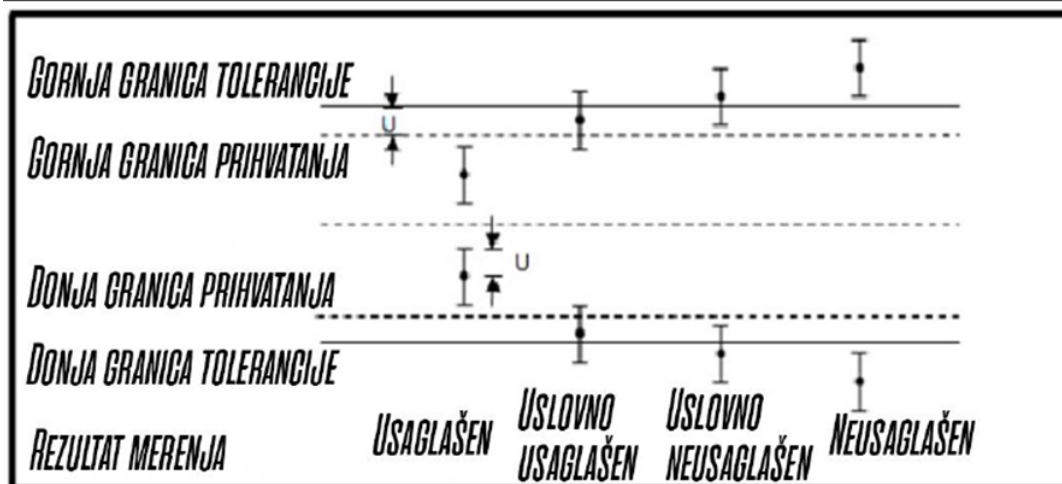 GORNJA GRANICA TOLERANCIJE
U
GORNJA GRANICA PRIHVATANJA
U
DONJA GRANICA PRIHVATANJA
DONJA GRANICA TOLERANCIJE
REZULTAT MERENJA
USAGLAŠEN
USLOVNO
USAGLAŠEN
USLOVNO
NEUSAGLAŠEN
NEUSAGLAŠEN